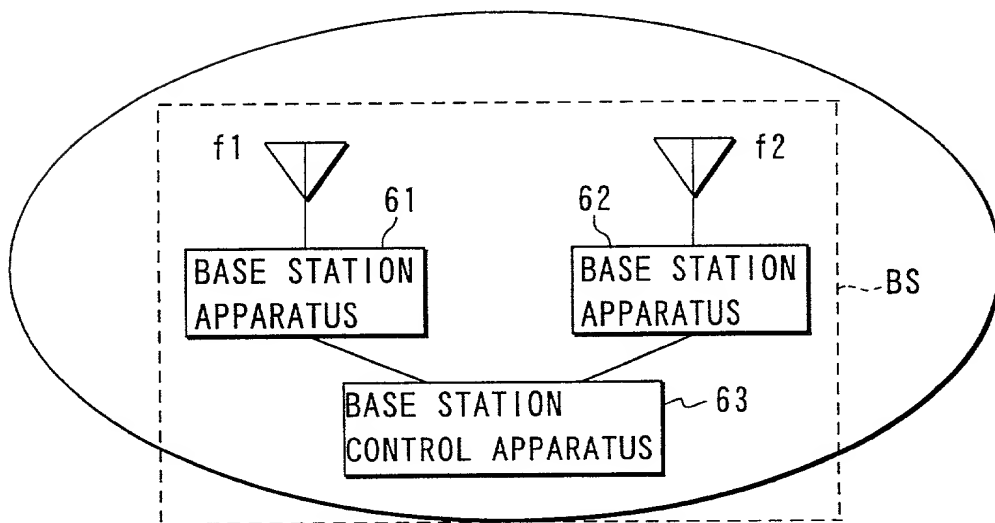 f1
f2
61
62
BASE STATION
APPARATUS
BASE STATION
APPARATUS
BS
BASE STATION
CONTROL APPARATUS
63